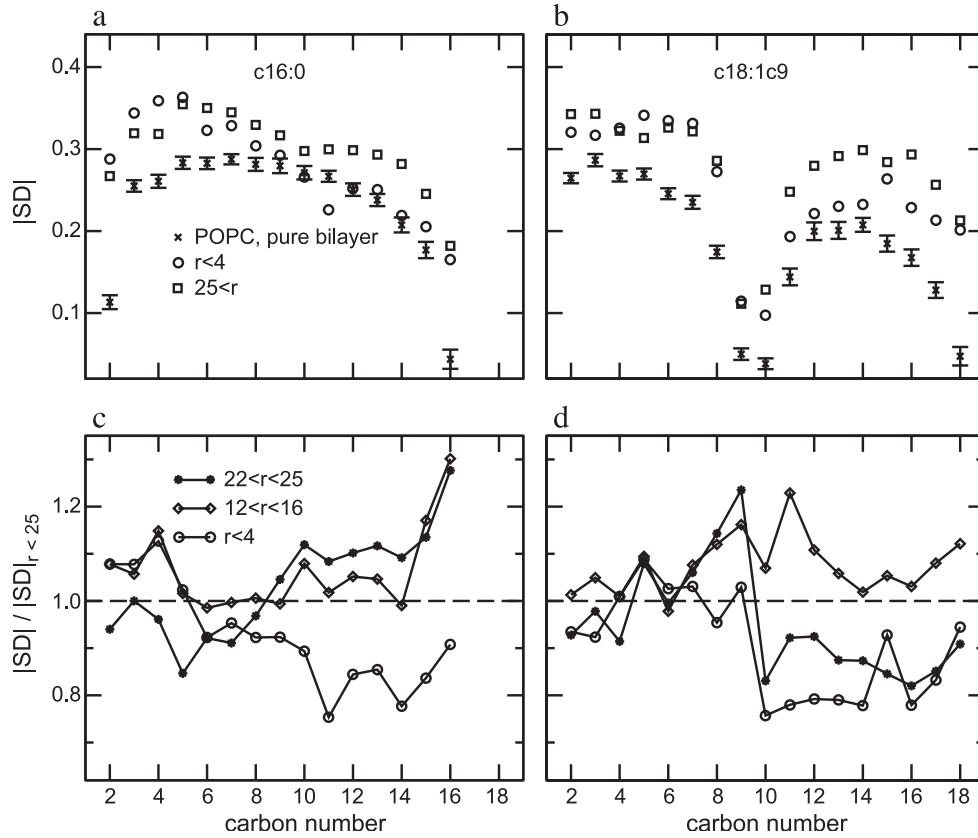 a
b
c16:0
c18:1c9
0.4
0.3
0.2
0.1
|SD|
POPC, pure bilayer
r<4
25<r
c
d
22<r<25
12<r<16
r<4
1.2
1.0
0.8
|SD| / |SD|r < 25
2 4 6 8 10 12 14 16 18
2 4 6 8 10 12 14 16 18
carbon number
carbon number